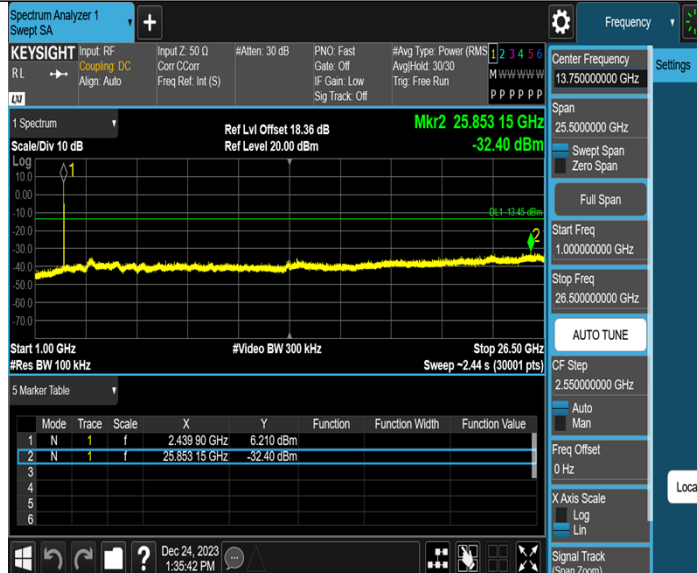 Spectrum Analyzer 1
Swept SA
+
Frequency
KEYSIGHT
RL
LXI
Input: RF
Coupling: DC
Align: Auto
Input Z: 50 Ω
Corr CCorr
Freq Ref: Int (S)
#Atten: 30 dB
PNO: Fast
Gate: Off
IF Gain: Low
Sig Track: Off
#Avg Type: Power (RMS
Avg|Hold: 30/30
Trig: Free Run
1 2 3 4 5 6
M W W W W W
P P P P P P
1 Spectrum
Scale/Div 10 dB
Ref Lvl Offset 18.36 dB
Ref Level 20.00 dBm
Mkr2 25.853 15 GHz
-32.40 dBm
Log
10.0
0.00
-10.0
-20.0
-30.0
-40.0
-50.0
-60.0
-70.0
1
DL1 -13.45 dBm
2
Start 1.00 GHz
#Res BW 100 kHz
#Video BW 300 kHz
Stop 26.50 GHz
Sweep ~2.44 s (30001 pts)
5 Marker Table
Mode Trace Scale X Y Function Function Width Function Value
1 N 1 f 2.439 90 GHz 6.210 dBm
2 N 1 f 25.853 15 GHz -32.40 dBm
3
4
5
6
?
Dec 24, 2023
1:35:42 PM
Center Frequency
13.750000000 GHz
Span
25.5000000 GHz
Swept Span
Zero Span
Full Span
Start Freq
1.000000000 GHz
Stop Freq
26.500000000 GHz
AUTO TUNE
CF Step
2.550000000 GHz
Auto
Man
Freq Offset
0 Hz
X Axis Scale
Log
Lin
Signal Track
(Span Zoom)
Settings
Loca